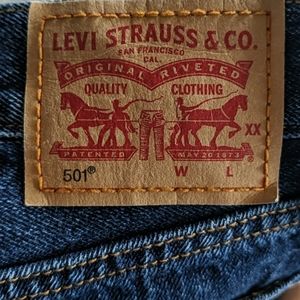 LEVI STRAUSS & CO.
SAN FRANCISCO
CAL.
ORIGINAL RIVETED
QUALITY CLOTHING
XX
PATENTED MAY 20 1873
501® W L